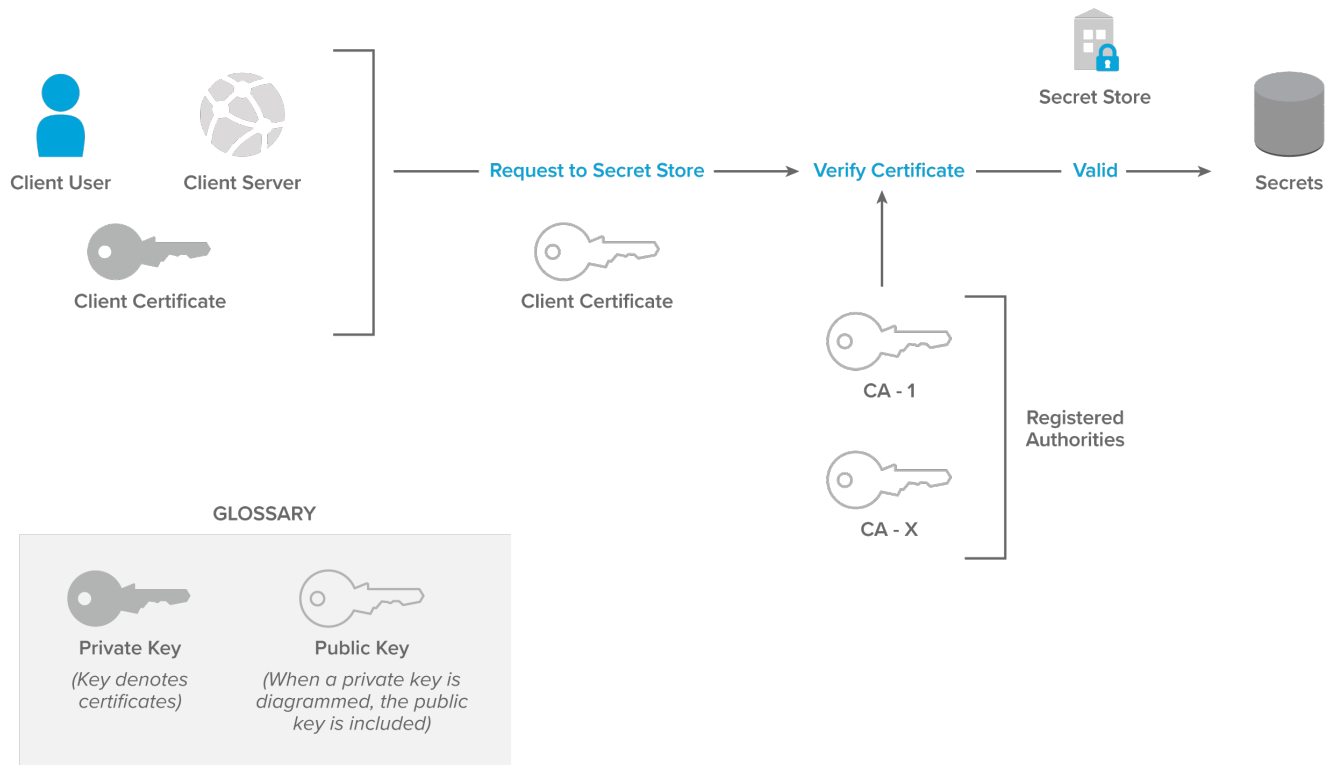 Secret Store
Client User
Client Server
Request to Secret Store
Verify Certificate
Valid
Secrets
Client Certificate
Client Certificate
CA - 1
Registered
Authorities
CA - X
GLOSSARY
Private Key
(Key denotes
certificates)
Public Key
(When a private key is
diagrammed, the public
key is included)